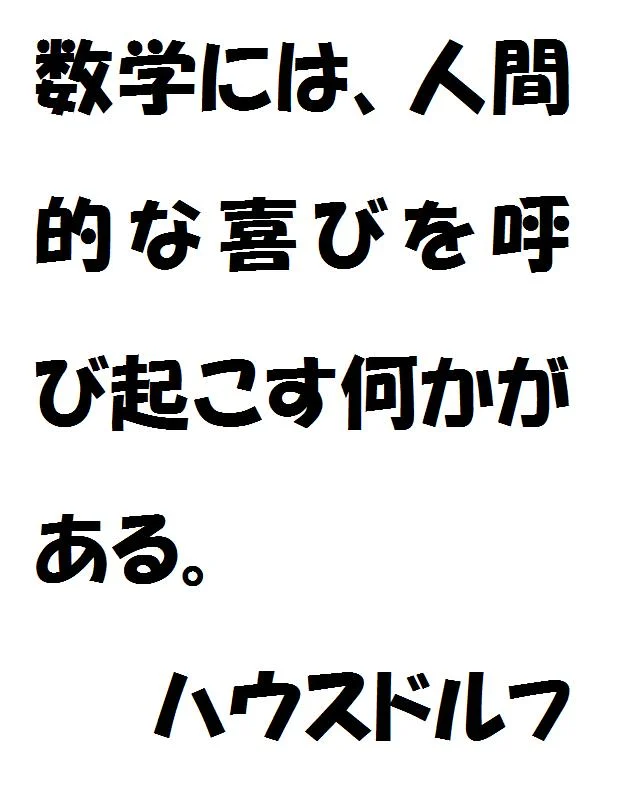 数学には、人間
的な喜びを呼
び起こす何かが
ある。
ハウスドルフ